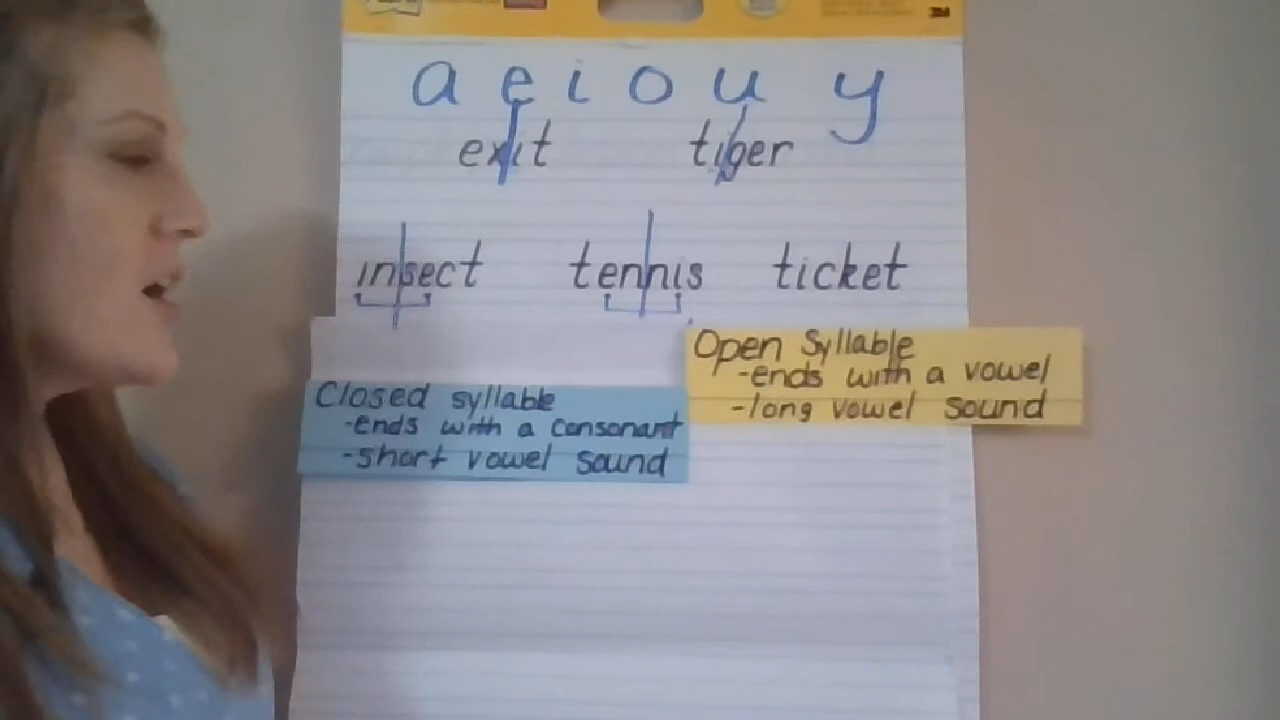 3M
a e i o u y
exit tiger
insect tennis ticket
Open Syllable
-ends with a vowel
-long vowel sound
Closed syllable
-ends with a consonant
-short vowel sound